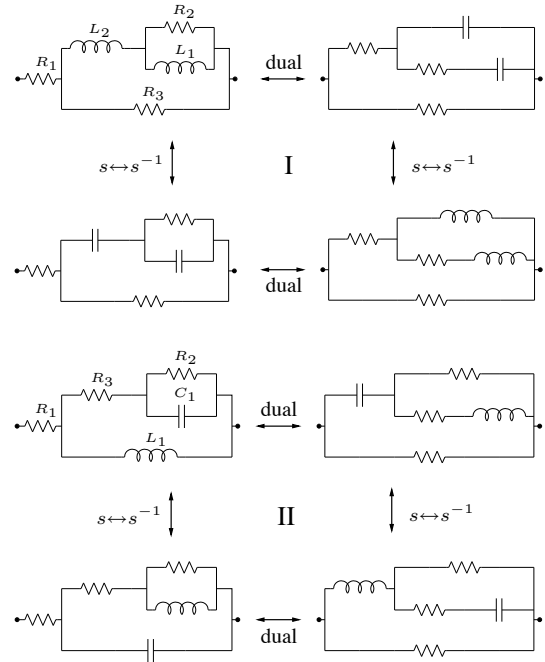 R₂
L₂
R₁
L₁
dual
R₃
s↔s⁻¹
I
s↔s⁻¹
dual
R₂
R₃
R₁
C₁
dual
L₁
s↔s⁻¹
II
s↔s⁻¹
dual